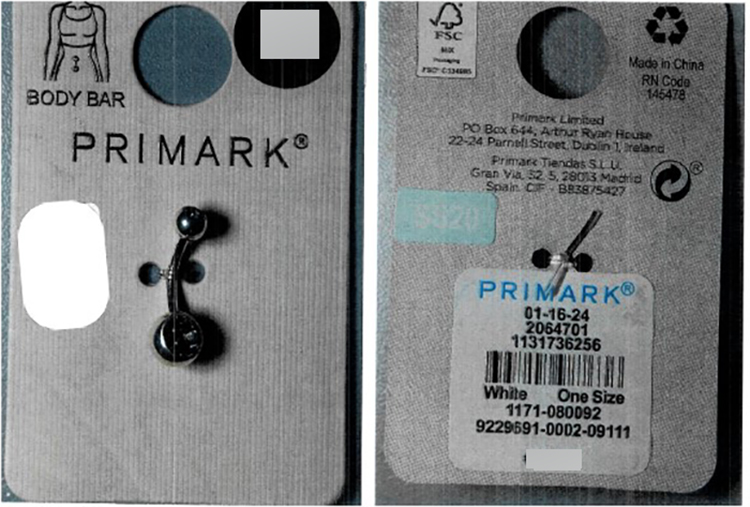 BODY BAR
PRIMARK®
FSC
MIX
Packaging
Made in China
RN Code
145478
Primark Limited
PO Box 644, Arthur Ryan House
22-24 Parnell Street, Dublin 1, Ireland
Primark Tiendas S.L.U.
Gran Via, 32, 5, 28013 Madrid
Spain. CIF - B83875427
SS20
PRIMARK®
01-16-24
2064701
1131736256
White One Size
1171-080092
9229691-0002-09111